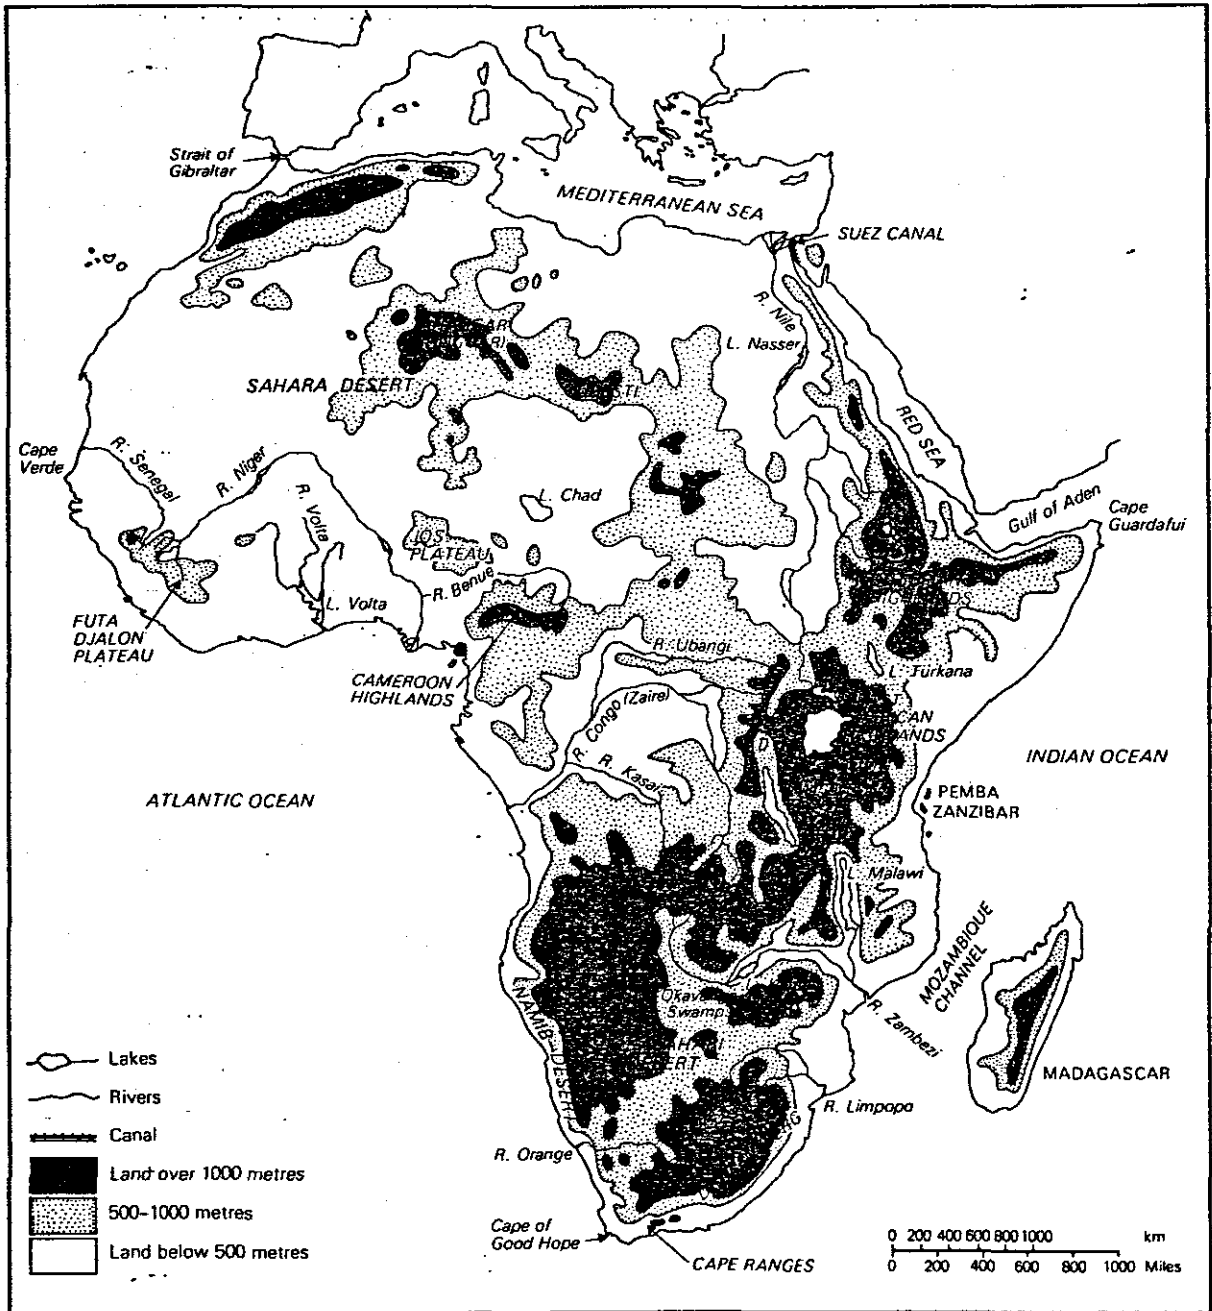 Strait of
Gibraltar
MEDITERRANEAN SEA
SUEZ CANAL
R. Nile
L. Nasser
SAHARA DESERT
RED SEA
Cape
Verde
R. Senegal
R. Niger
R. Volta
L. Chad
Gulf of Aden
Cape
Guardafui
PLATEAU
R. Benue
L. Volta
FUTA
DJALON
PLATEAU
R. Ubangi
L. Turkana
CAMEROON
HIGHLANDS
R. Congo (Zaire)
R. Kasai
INDIAN OCEAN
ATLANTIC OCEAN
PEMBA
ZANZIBAR
L. Malawi
MOZAMBIQUE
CHANNEL
NAMIB DESERT
Swamp
R. Zambezi
MADAGASCAR
R. Limpopo
R. Orange
Cape of
Good Hope
CAPE RANGES
Lakes
Rivers
Canal
Land over 1000 metres
500-1000 metres
Land below 500 metres
0 200 400 600 800 1000 km
0 200 400 600 800 1000 Miles